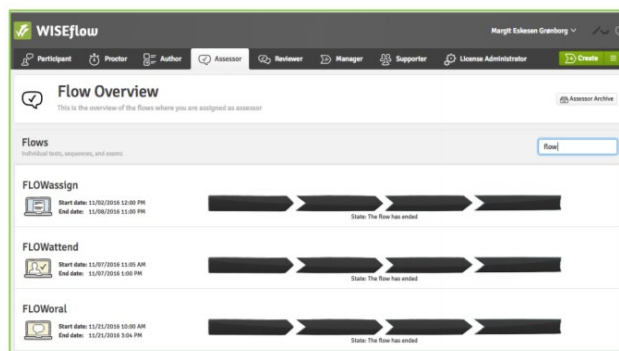 WISEflow
Margit Eskesen Grønborg
Participant Proctor Author Assessor Reviewer Manager Supporter License Administrator Create
Flow Overview
This is the overview of the flows where you are assigned as assessor
Assessor Archive
Flows
Individual tests, sequences, and exams
flow
FLOWassign
Start date: 11/02/2016 12:00 PM
End date: 11/08/2016 11:00 PM
State: The flow has ended
FLOWattend
Start date: 11/07/2016 11:05 AM
End date: 11/07/2016 1:00 PM
State: The flow has ended
FLOWoral
Start date: 11/21/2016 10:00 AM
End date: 11/21/2016 3:04 PM
State: The flow has ended